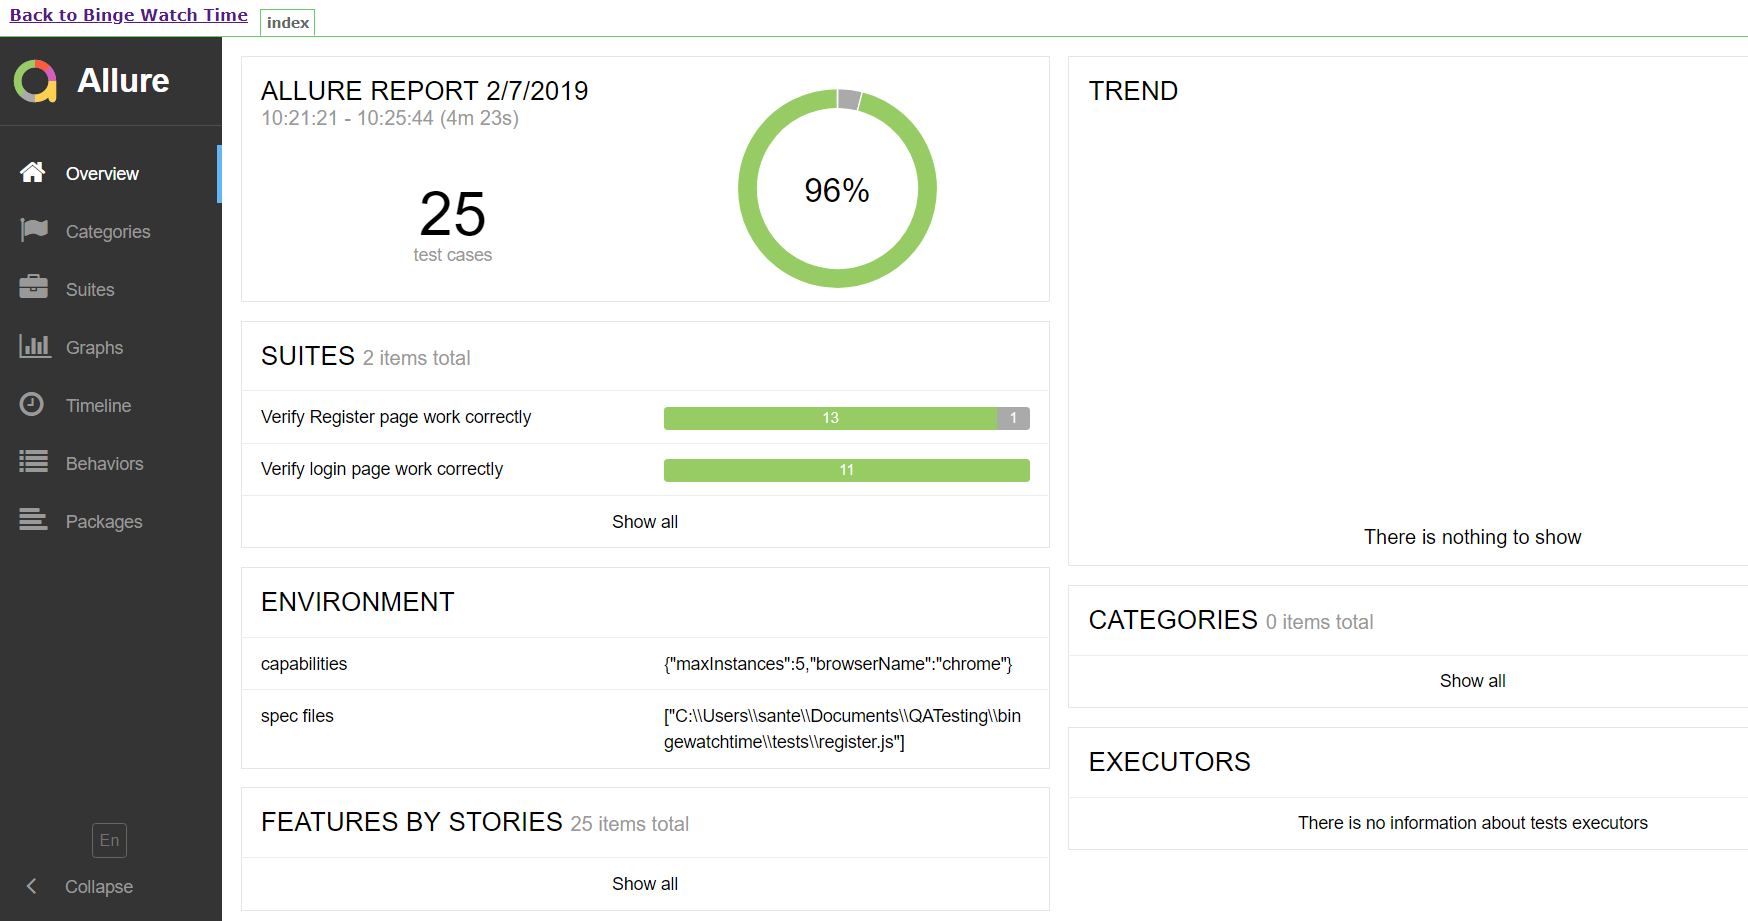 Back to Binge Watch Time
index
Allure
Overview
Categories
Suites
Graphs
Timeline
Behaviors
Packages
En
Collapse
ALLURE REPORT 2/7/2019
10:21:21 - 10:25:44 (4m 23s)
25
test cases
96%
SUITES 2 items total
Verify Register page work correctly 13 1
Verify login page work correctly 11
Show all
ENVIRONMENT
capabilities {"maxInstances":5,"browserName":"chrome"}
spec files ["C:\\Users\\sante\\Documents\\QATesting\\bin
gewatchtime\\tests\\register.js"]
FEATURES BY STORIES 25 items total
Show all
TREND
There is nothing to show
CATEGORIES 0 items total
Show all
EXECUTORS
There is no information about tests executors